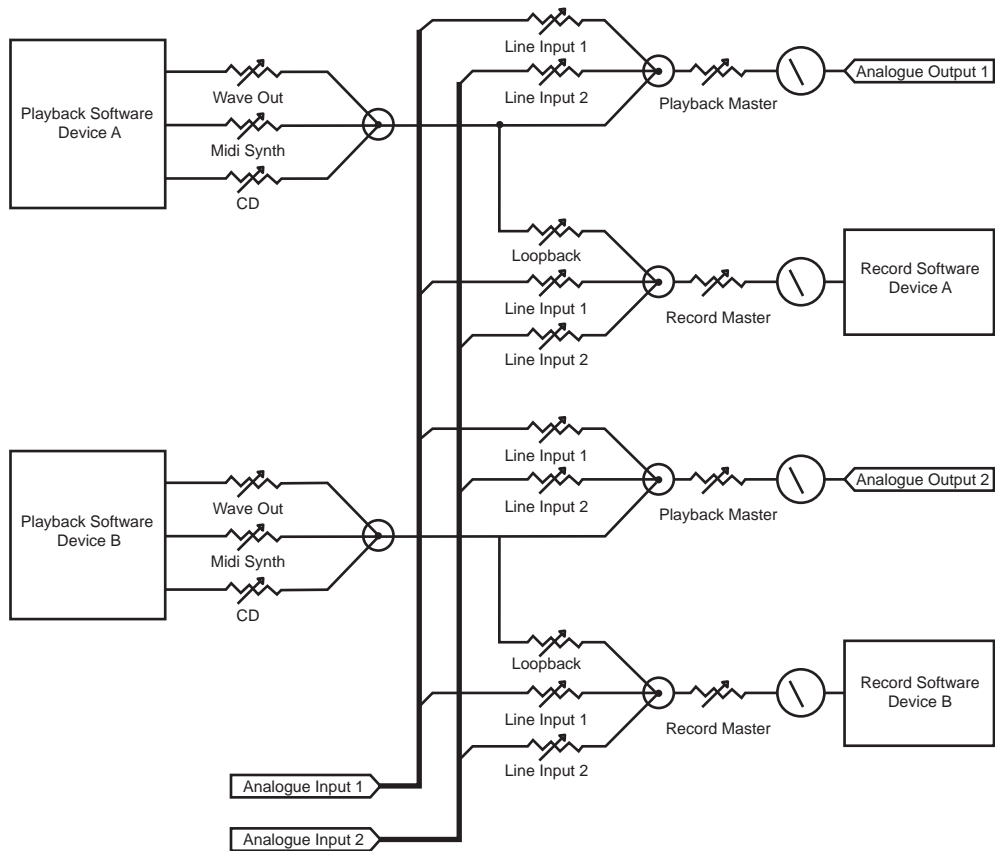 Line Input 1
Line Input 2
Playback Master
Analogue Output 1
Playback Software
Device A
Wave Out
Midi Synth
CD
Loopback
Line Input 1
Line Input 2
Record Master
Record Software
Device A
Line Input 1
Line Input 2
Playback Master
Analogue Output 2
Playback Software
Device B
Wave Out
Midi Synth
CD
Loopback
Line Input 1
Line Input 2
Record Master
Record Software
Device B
Analogue Input 1
Analogue Input 2